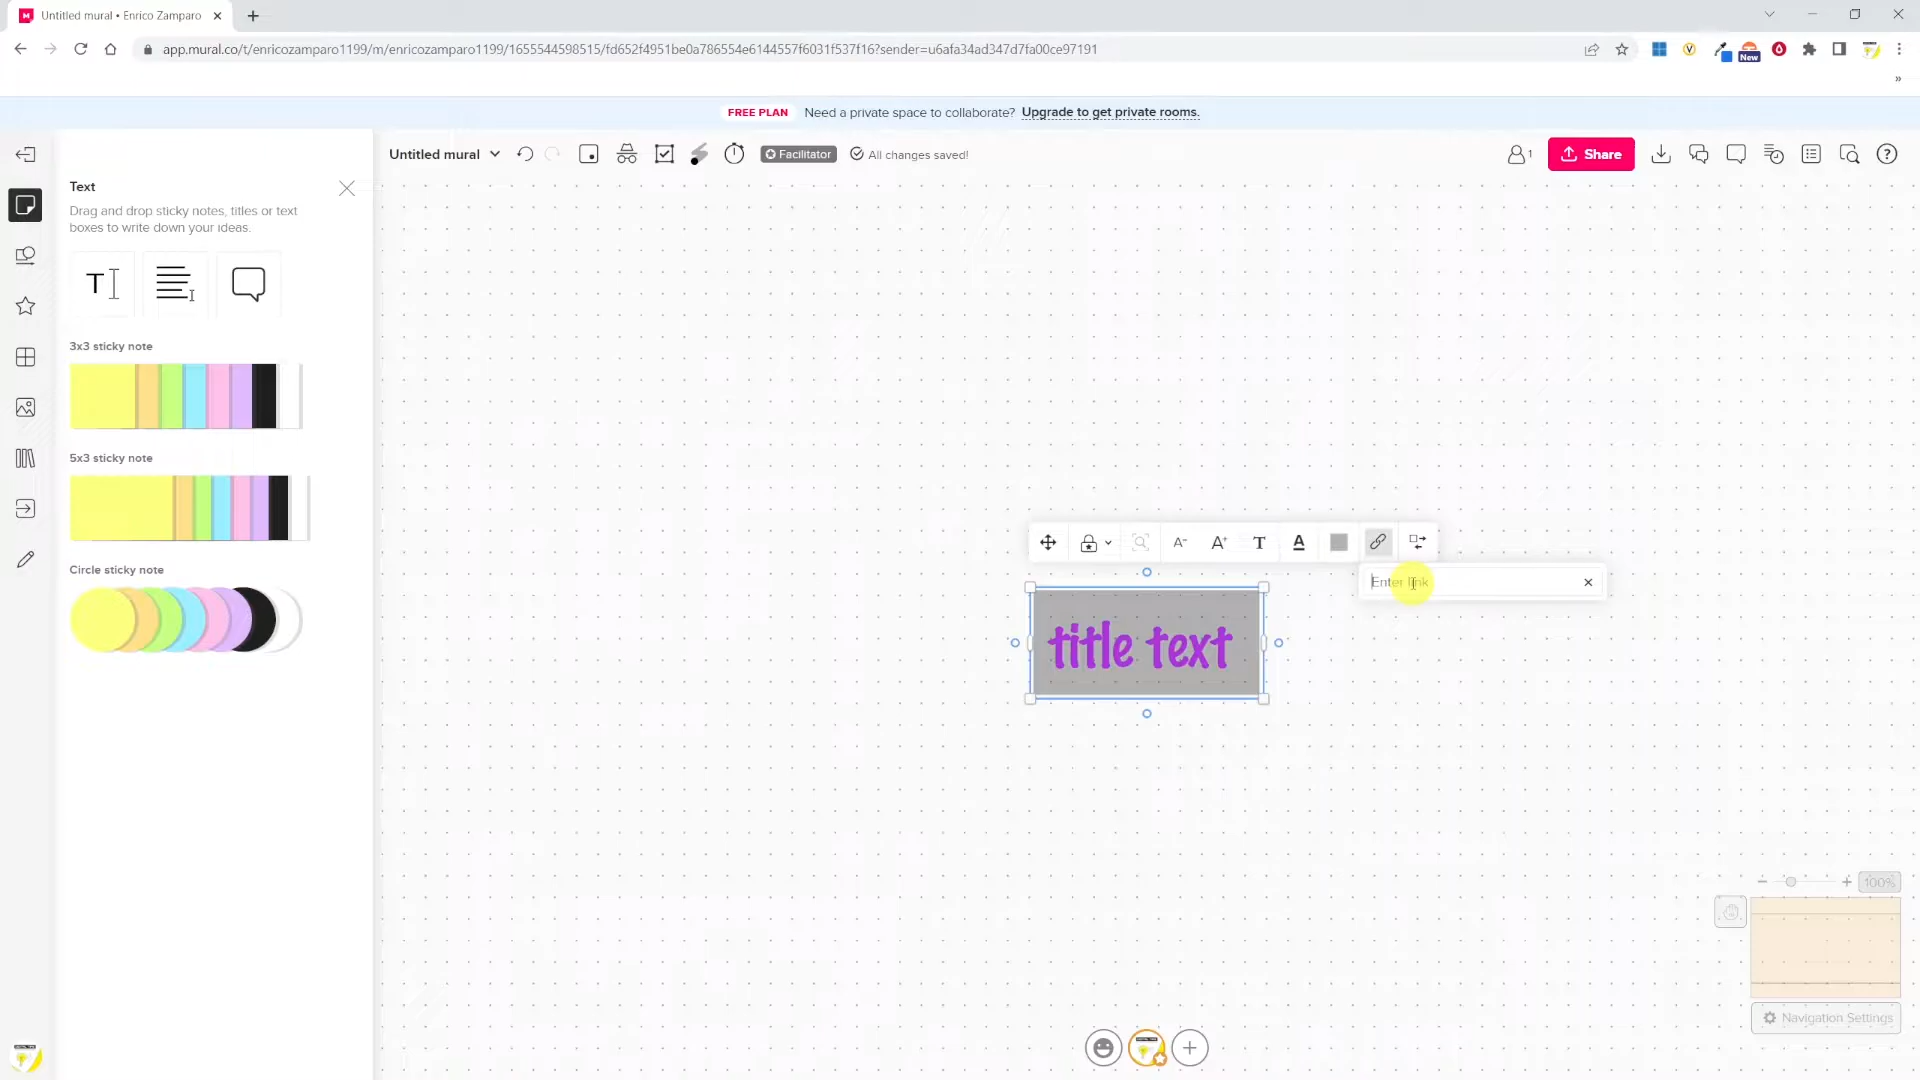 Untitled mural • Enrico Zamparo
app.mural.co/t/enricozamparo1199/m/enricozamparo1199/1655544598515/fd652f4951be0a786554e6144557f6031f537f16?sender=u6afa34ad347d7fa00ce97191
New
FREE PLAN Need a private space to collaborate? Upgrade to get private rooms.
Untitled mural
Facilitator
All changes saved!
1
Share
Text
Drag and drop sticky notes, titles or text
boxes to write down your ideas.
3x3 sticky note
5x3 sticky note
Circle sticky note
Enter link
title text
100%
Navigation Settings